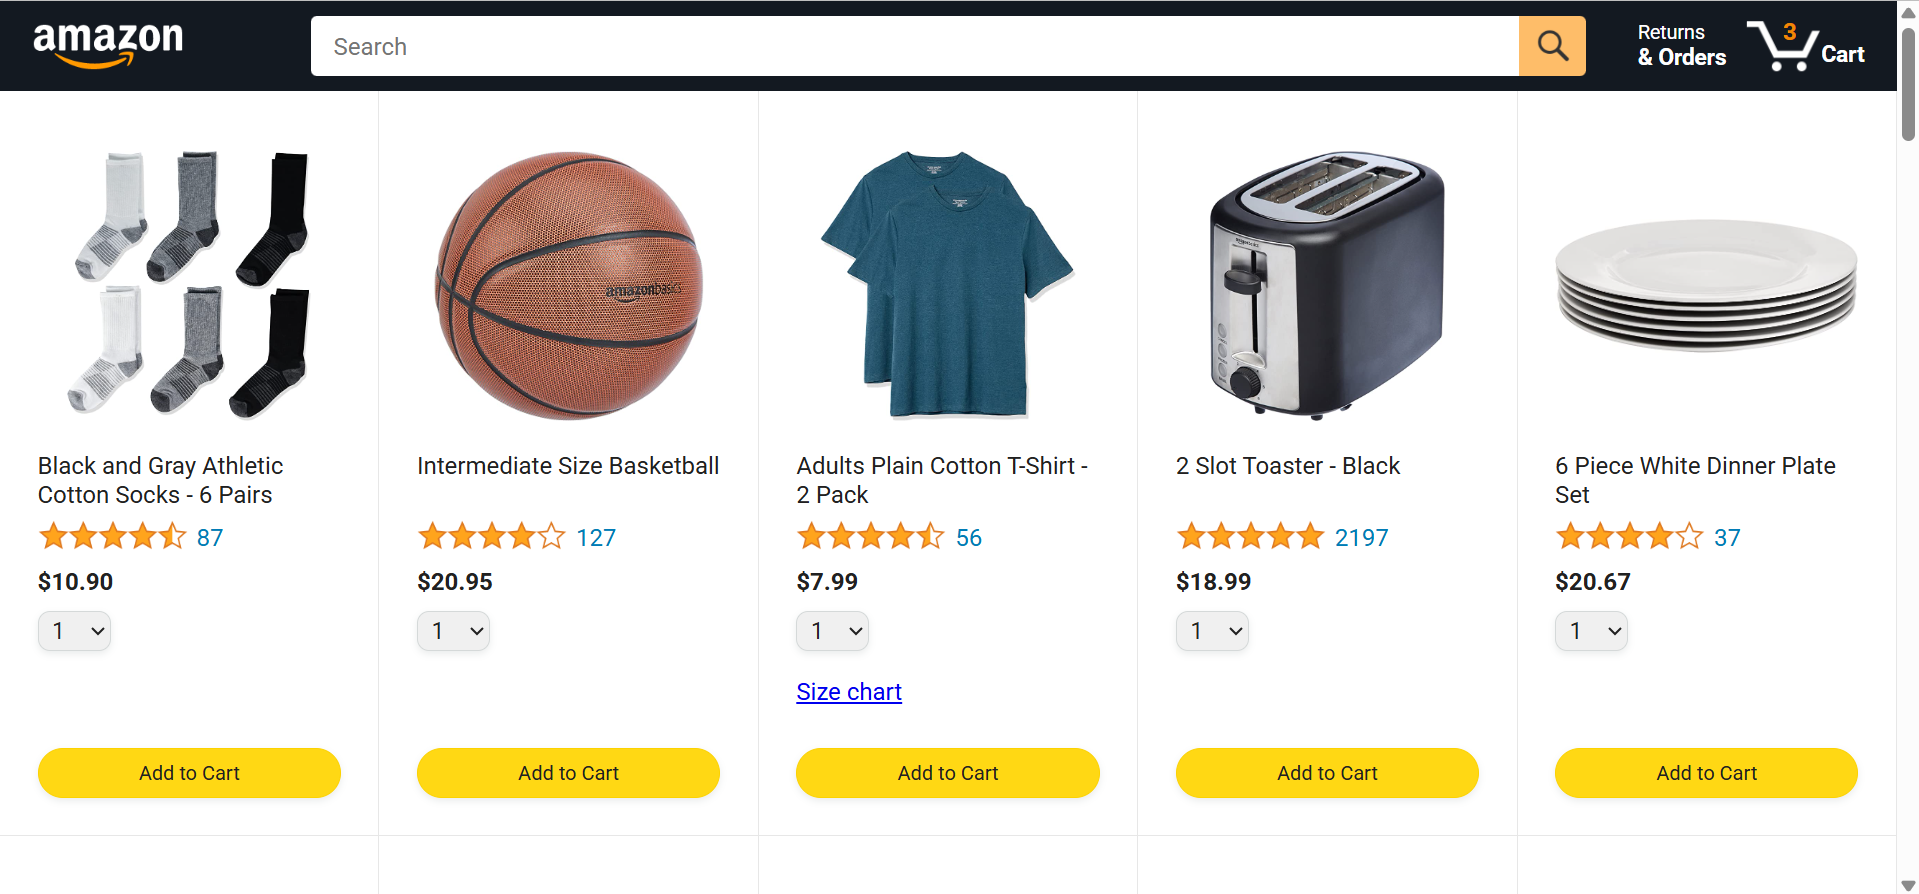 amazon
Search
Returns
& Orders
3
Cart
amazonbasics
Black and Gray Athletic
Cotton Socks - 6 Pairs
87
$10.90
1
Add to Cart
Intermediate Size Basketball
127
$20.95
1
Add to Cart
Adults Plain Cotton T-Shirt -
2 Pack
56
$7.99
1
Size chart
Add to Cart
2 Slot Toaster - Black
2197
$18.99
1
Add to Cart
6 Piece White Dinner Plate
Set
37
$20.67
1
Add to Cart